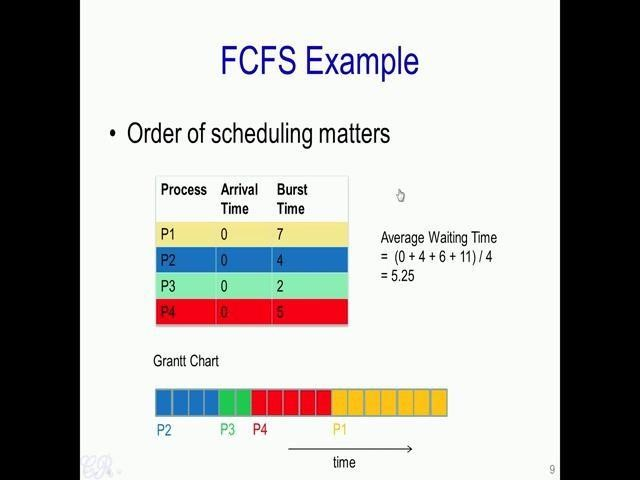 FCFS Example
• Order of scheduling matters
Process Arrival Time Burst Time
P1 0 7
P2 0 4
P3 0 2
P4 0 5
Average Waiting Time
= (0 + 4 + 6 + 11) / 4
= 5.25
Grantt Chart
P2 P3 P4 P1
time
9